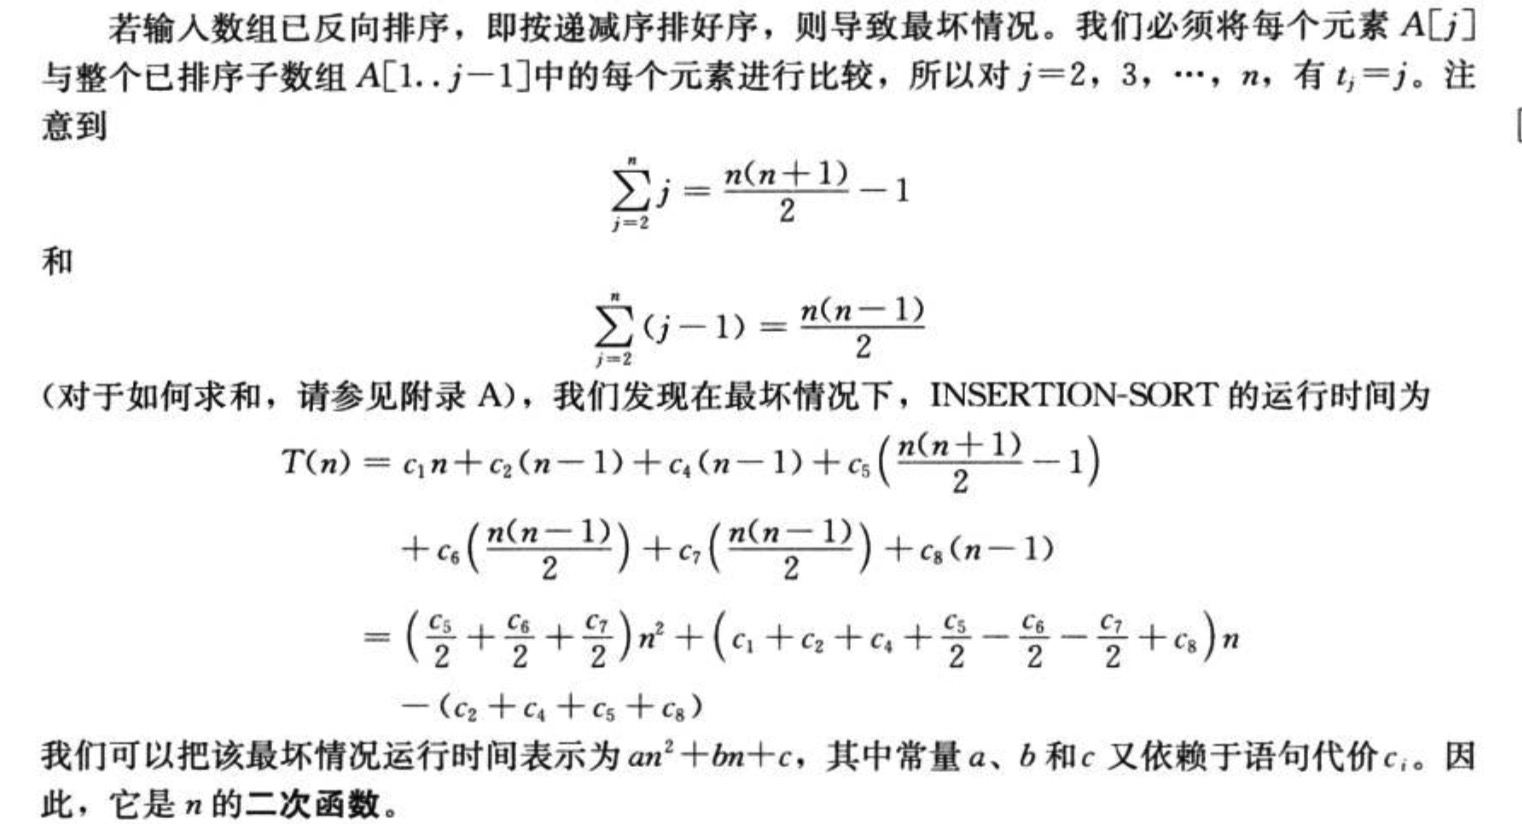 若输入数组已反向排序，即按递减序排好序，则导致最坏情况。我们必须将每个元素 A[j]
与整个已排序子数组 A[1..j－1]中的每个元素进行比较，所以对 j＝2，3，…，n，有 t_j＝j。注
意到
\sum_{j=2}^{n} j = \frac{n(n+1)}{2} - 1
和
\sum_{j=2}^{n} (j-1) = \frac{n(n-1)}{2}
（对于如何求和，请参见附录 A），我们发现在最坏情况下，INSERTION-SORT 的运行时间为
T(n) = c_1 n + c_2(n-1) + c_4(n-1) + c_5\left(\frac{n(n+1)}{2} - 1\right)
+ c_6\left(\frac{n(n-1)}{2}\right) + c_7\left(\frac{n(n-1)}{2}\right) + c_8(n-1)
= \left(\frac{c_5}{2} + \frac{c_6}{2} + \frac{c_7}{2}\right)n^2 + \left(c_1 + c_2 + c_4 + \frac{c_5}{2} - \frac{c_6}{2} - \frac{c_7}{2} + c_8\right)n
- (c_2 + c_4 + c_5 + c_8)
我们可以把该最坏情况运行时间表示为 an^2＋bn＋c，其中常量 a、b 和 c 又依赖于语句代价 c_i。因
此，它是 n 的二次函数。